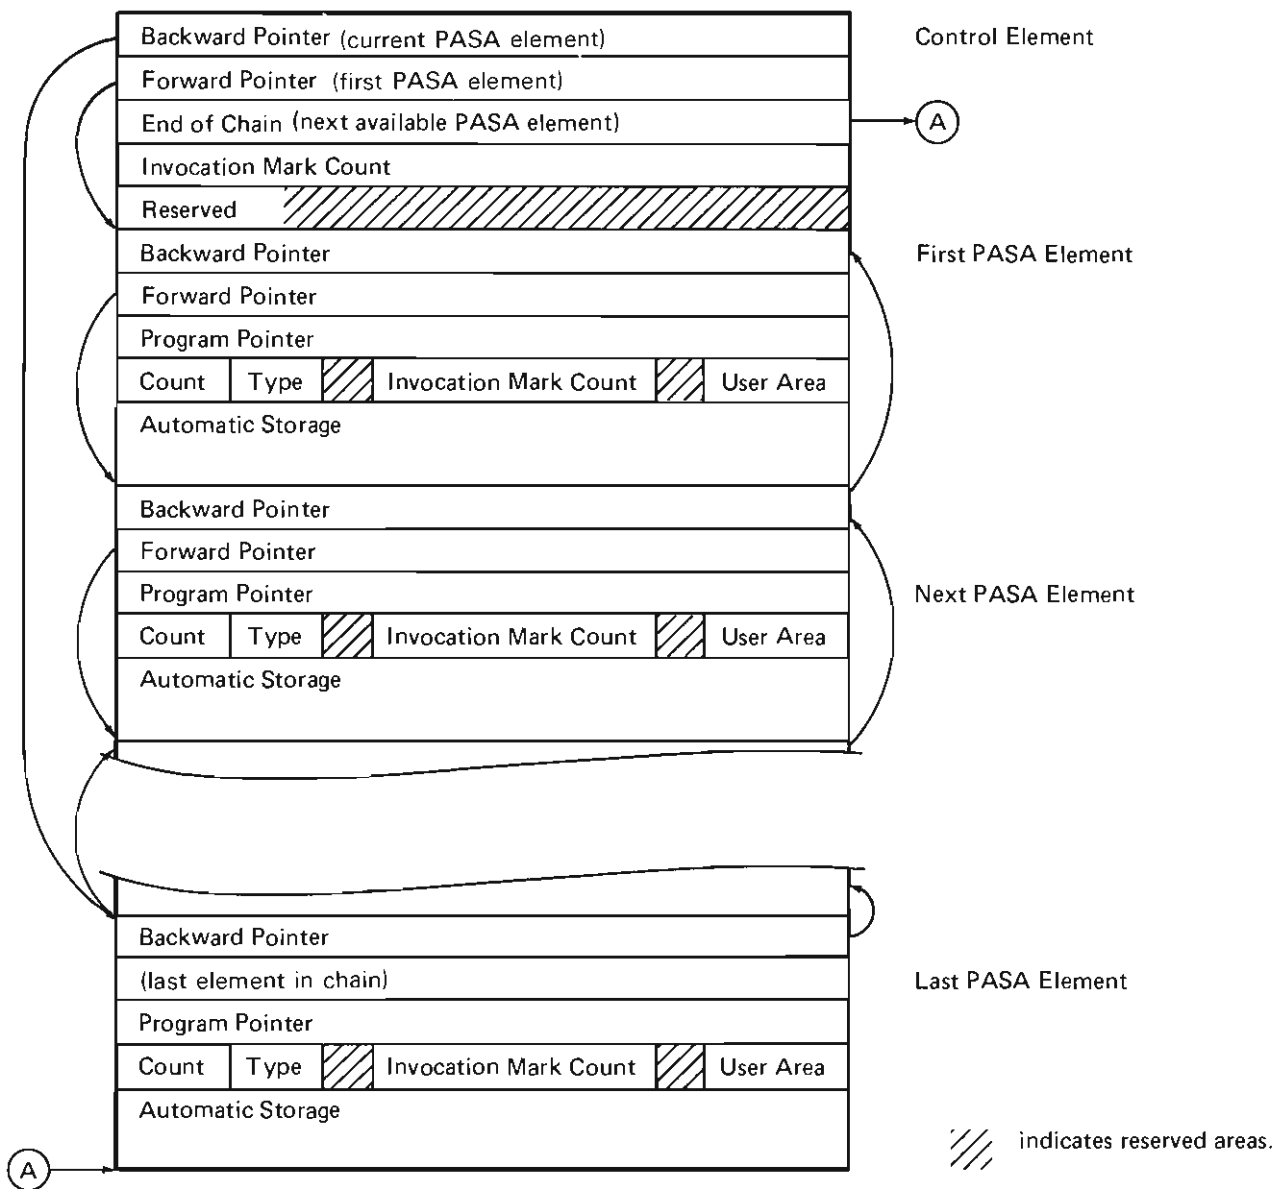 Backward Pointer (current PASA element)
Control Element
Forward Pointer (first PASA element)
End of Chain (next available PASA element)
A
Invocation Mark Count
Reserved
Backward Pointer
First PASA Element
Forward Pointer
Program Pointer
Count Type Invocation Mark Count User Area
Automatic Storage
Backward Pointer
Forward Pointer
Program Pointer
Next PASA Element
Count Type Invocation Mark Count User Area
Automatic Storage
Backward Pointer
(last element in chain)
Last PASA Element
Program Pointer
Count Type Invocation Mark Count User Area
Automatic Storage
indicates reserved areas.
A